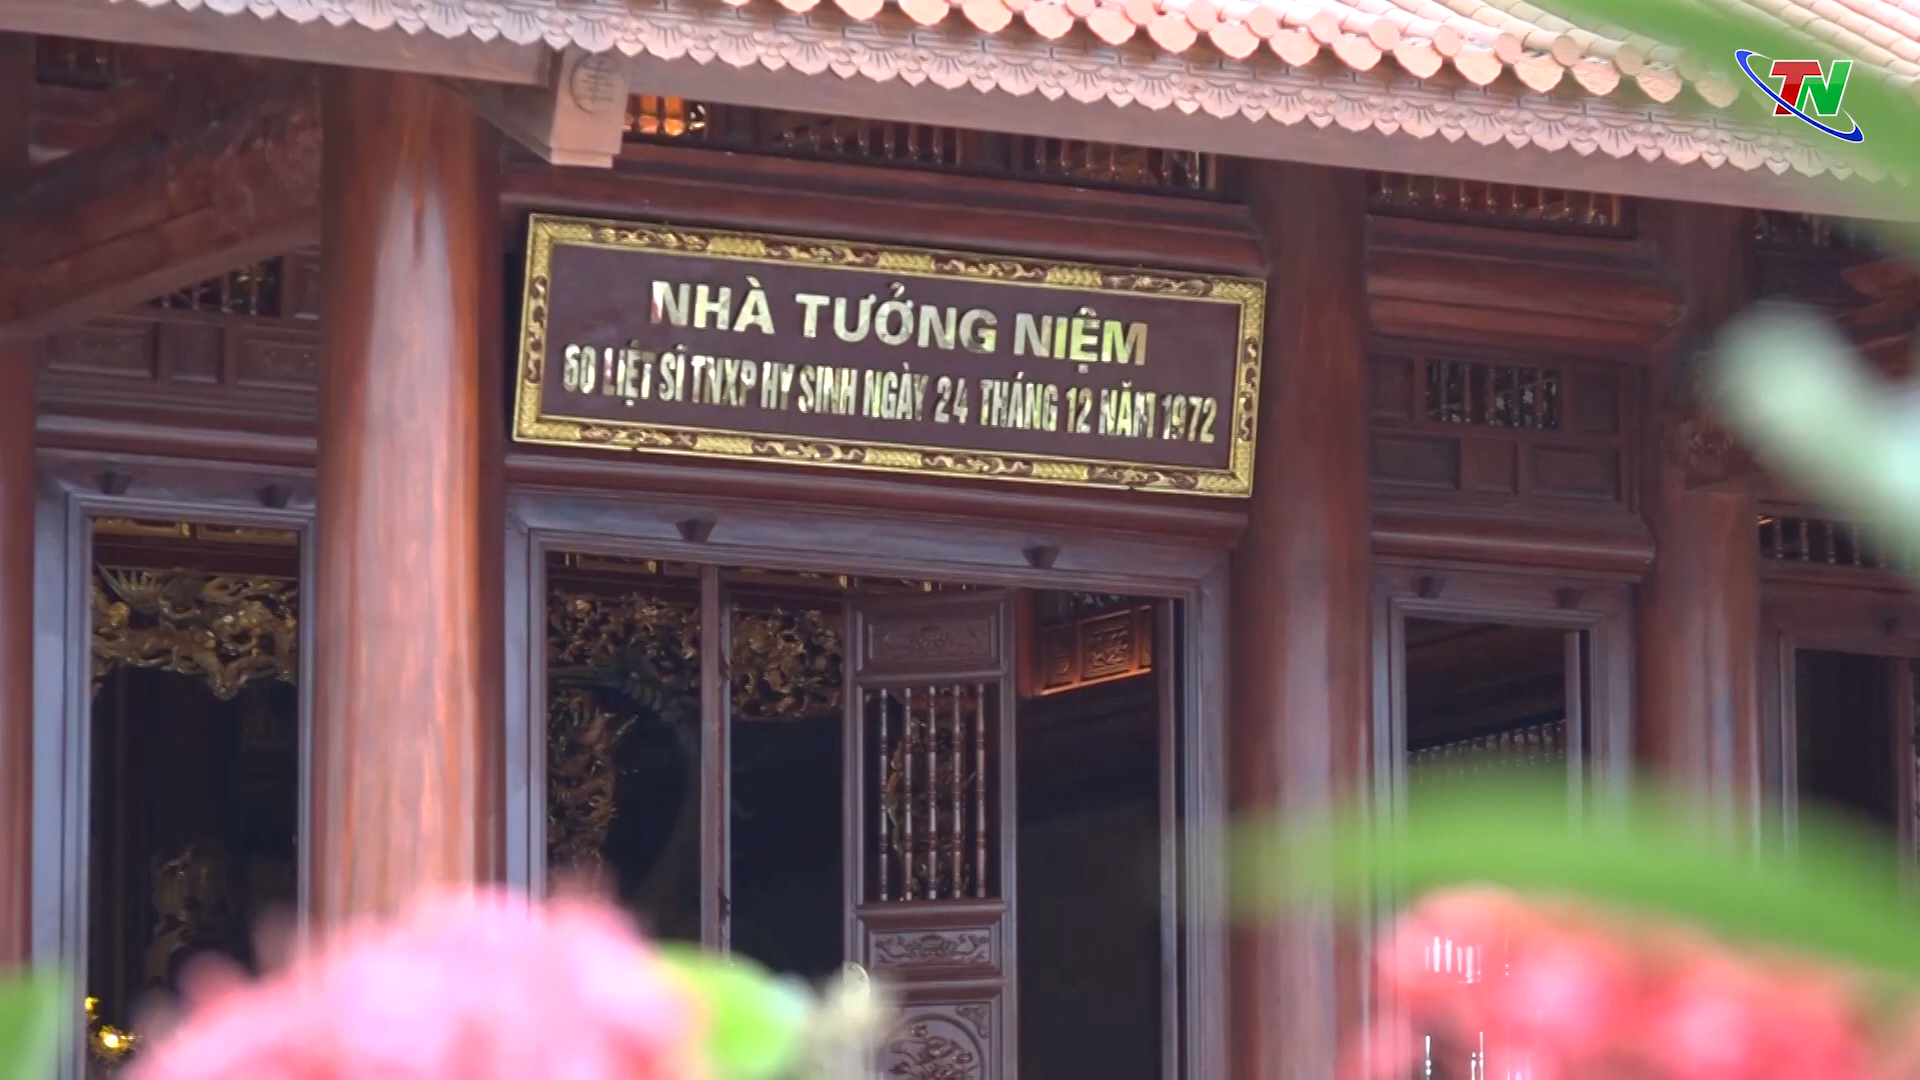 TN
NHÀ TƯỞNG NIỆM
60 LIỆT SĨ TNXP HY SINH NGÀY 24 THÁNG 12 NĂM 1972